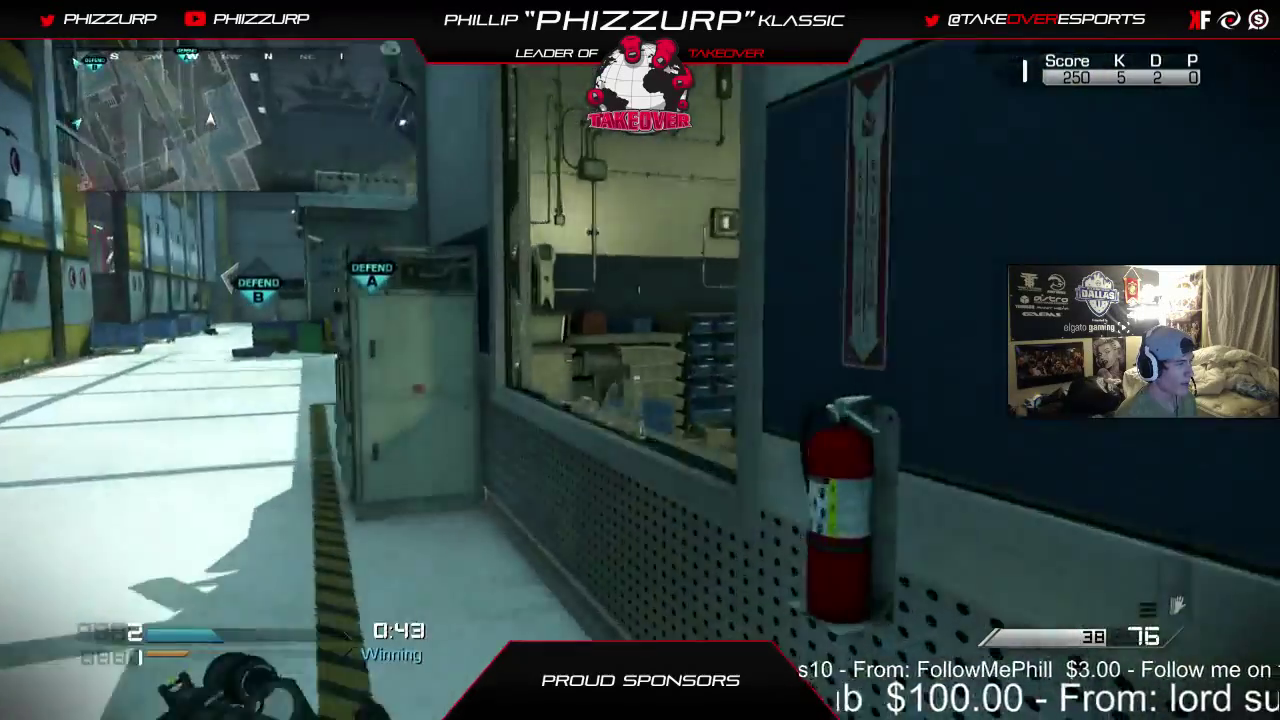 PHIZZURP
PHIIZZURP
PHILLIP "PHIZZURP" KLASSIC
@TAKEOVERESPORTS
LEADER OF TAKEOVER
TAKEOVER
Score K D P
250 5 2 0
DEFEND B
DEFEND A
DALLAS
elgato gaming
astro
2
1
0:43
Winning
38 76
PROUD SPONSORS
s10 - From: FollowMePhill $3.00 - Follow me on
$100.00 - From: lord su